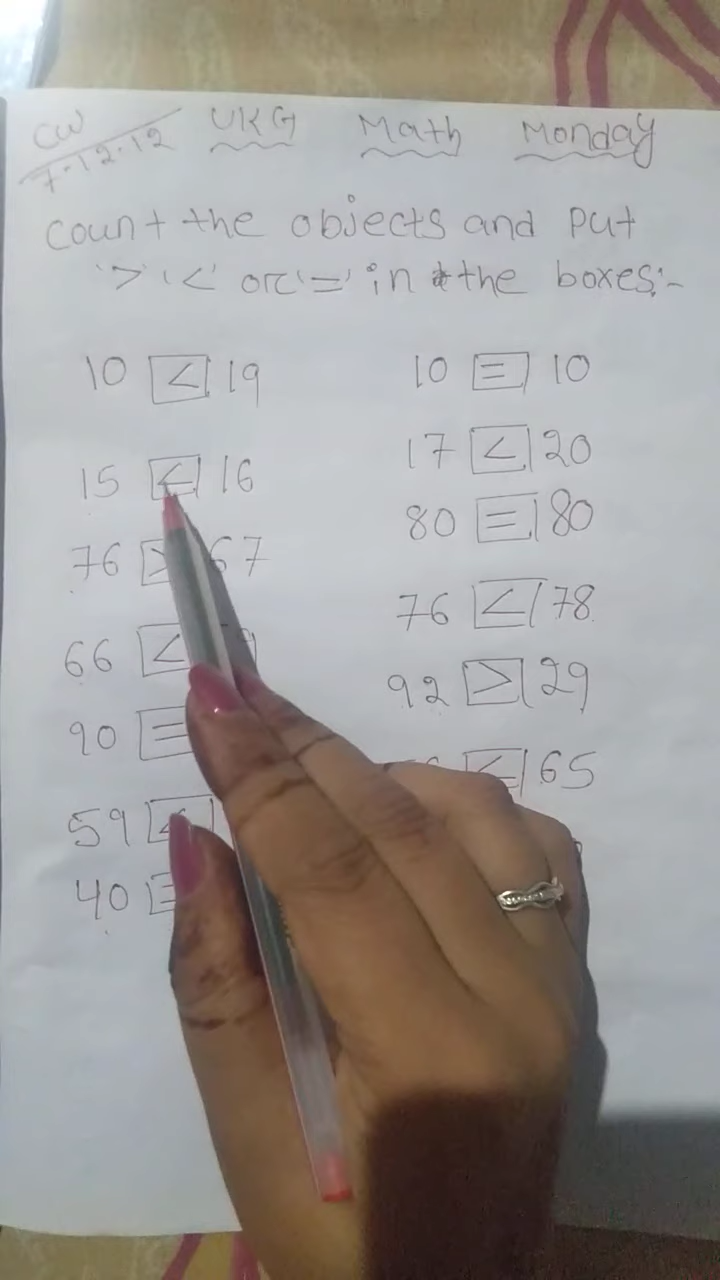 CW UKG Math Monday
7.12.12
Count the objects and put
'>' '<' or '=' in the boxes:-
10 < 19 10 = 10
15 < 16 17 < 20
76 > 67 80 = 80
66 < 76 < 78
90 = 92 > 29
59 < < 65
40 =